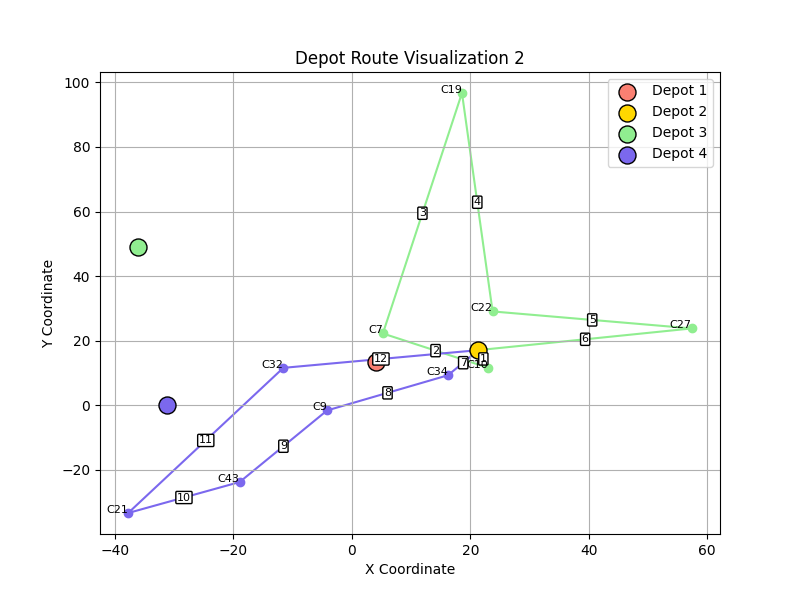 Depot Route Visualization 2
Depot 1
Depot 2
Depot 3
Depot 4
100
80
60
40
20
0
−20
−40
−20
0
20
40
60
X Coordinate
Y Coordinate
C19
C7
C22
C27
C10
C34
C32
C9
C43
C21
1
2
3
4
5
6
7
8
9
10
11
12